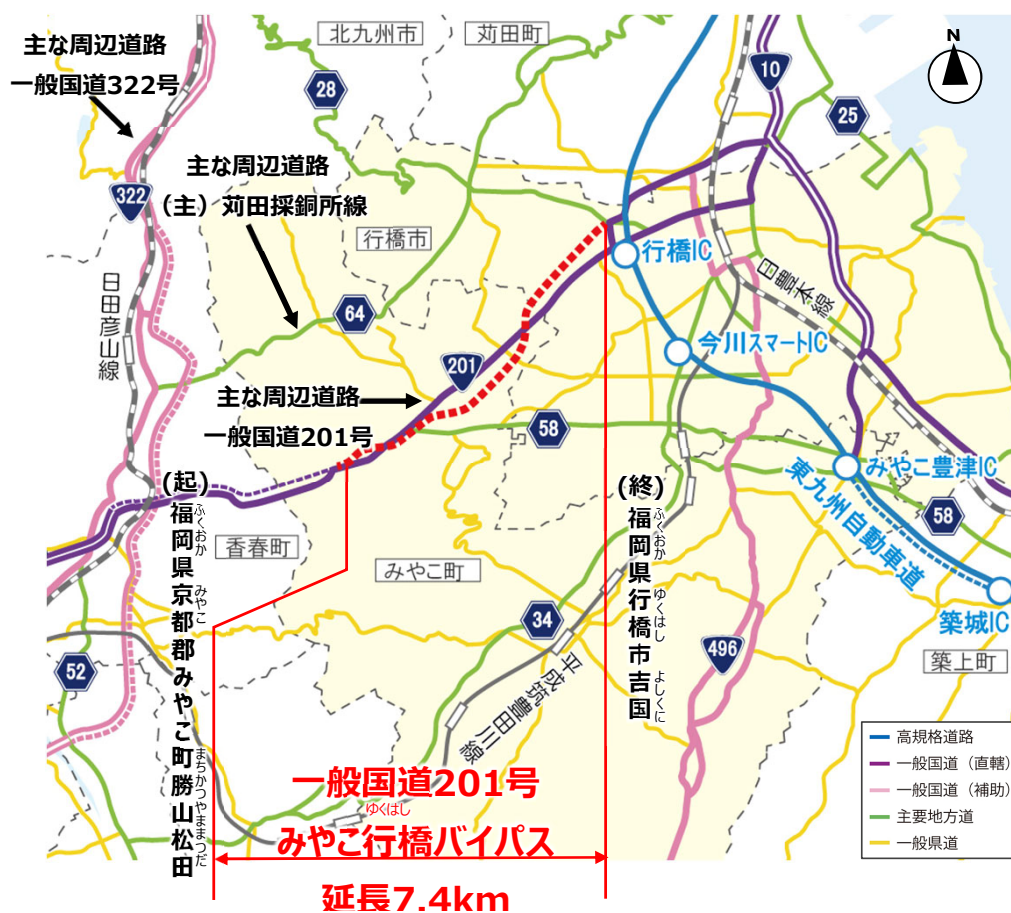 主な周辺道路
一般国道322号
北九州市
苅田町
N
28
10
25
主な周辺道路
(主)苅田採銅所線
322
行橋市
行橋IC
日豊本線
日田彦山線
64
今川スマートIC
201
主な周辺道路
一般国道201号
58
みやこ豊津IC
東九州自動車道
58
(起)
福岡県京都郡みやこ町勝山松田
ふくおか
みやこ
まちかつやままつだ
(終)
福岡県行橋市吉国
ふくおか
ゆくはし
よしくに
香春町
みやこ町
築城IC
34
496
築上町
52
平成筑豊田川線
一般国道201号
ゆくはし
みやこ行橋バイパス
延長7.4km
高規格道路
一般国道(直轄)
一般国道(補助)
主要地方道
一般県道